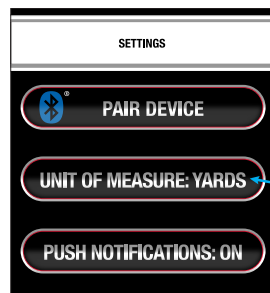 SETTINGS
PAIR DEVICE
UNIT OF MEASURE: YARDS
PUSH NOTIFICATIONS: ON